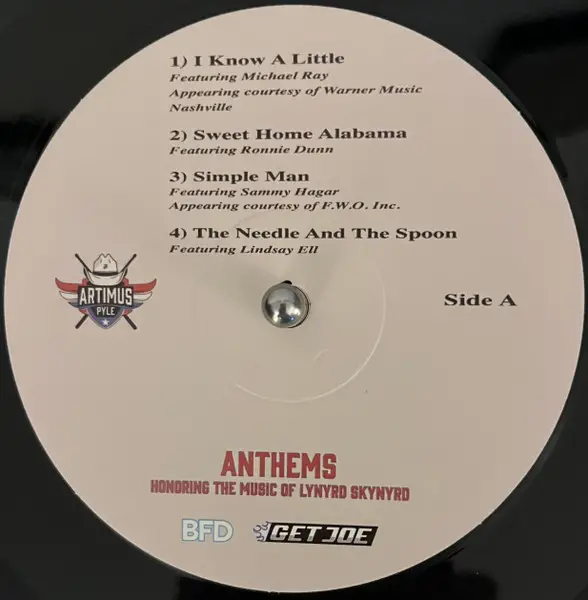 1) I Know A Little
Featuring Michael Ray
Appearing courtesy of Warner Music
Nashville
2) Sweet Home Alabama
Featuring Ronnie Dunn
3) Simple Man
Featuring Sammy Hagar
Appearing courtesy of F.W.O. Inc.
4) The Needle And The Spoon
Featuring Lindsay Ell
ARTIMUS
PYLE
Side A
ANTHEMS
HONORING THE MUSIC OF LYNYRD SKYNYRD
BFD
GET JOE